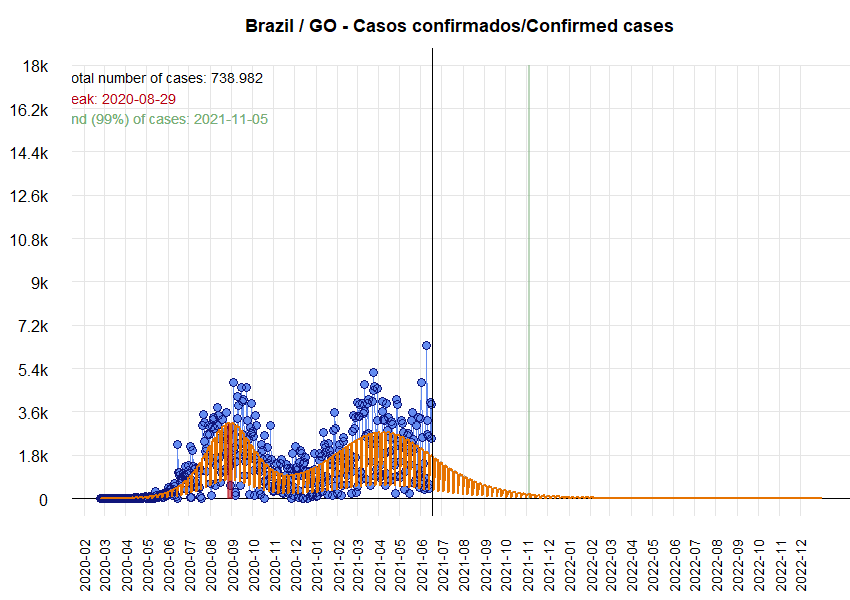 Brazil / GO - Casos confirmados/Confirmed cases
18k
otal number of cases: 738.982
eak: 2020-08-29
16.2k
nd (99%) of cases: 2021-11-05
14.4k
12.6k
10.8k
9k
7.2k
5.4k
3.6k
1.8k
0
2020-02
2020-03
2020-04
2020-05
2020-06
2020-07
2020-08
2020-09
2020-10
2020-11
2020-12
2021-01
2021-02
2021-03
2021-04
2021-05
2021-06
2021-07
2021-08
2021-09
2021-10
2021-11
2021-12
2022-01
2022-02
2022-03
2022-04
2022-05
2022-06
2022-07
2022-08
2022-09
2022-10
2022-11
2022-12